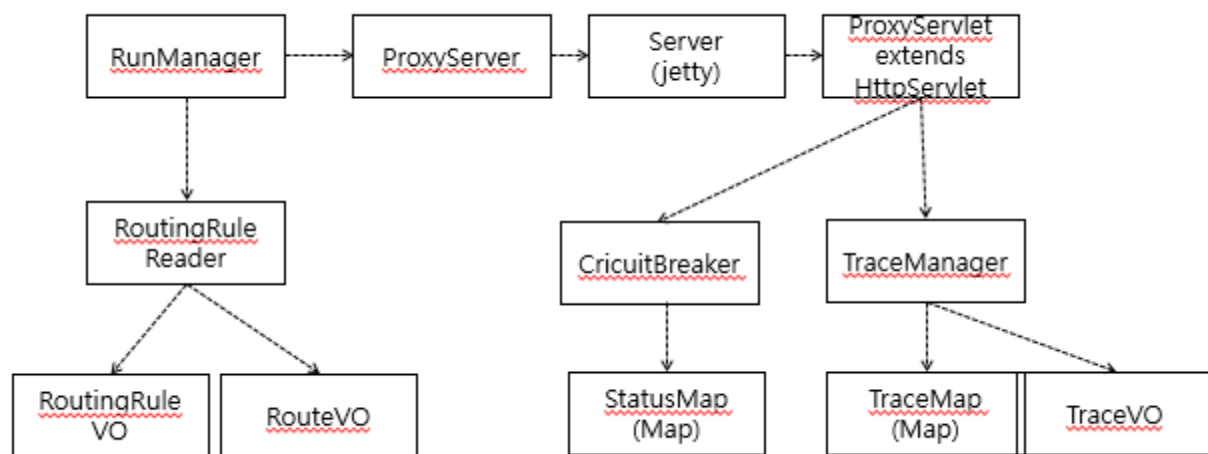 RunManager
ProxyServer
Server
(jetty)
ProxyServlet
extends
HttpServlet
RoutingRule
Reader
CricuitBreaker
TraceManager
RoutingRule
VO
RouteVO
StatusMap
(Map)
TraceMap
(Map)
TraceVO